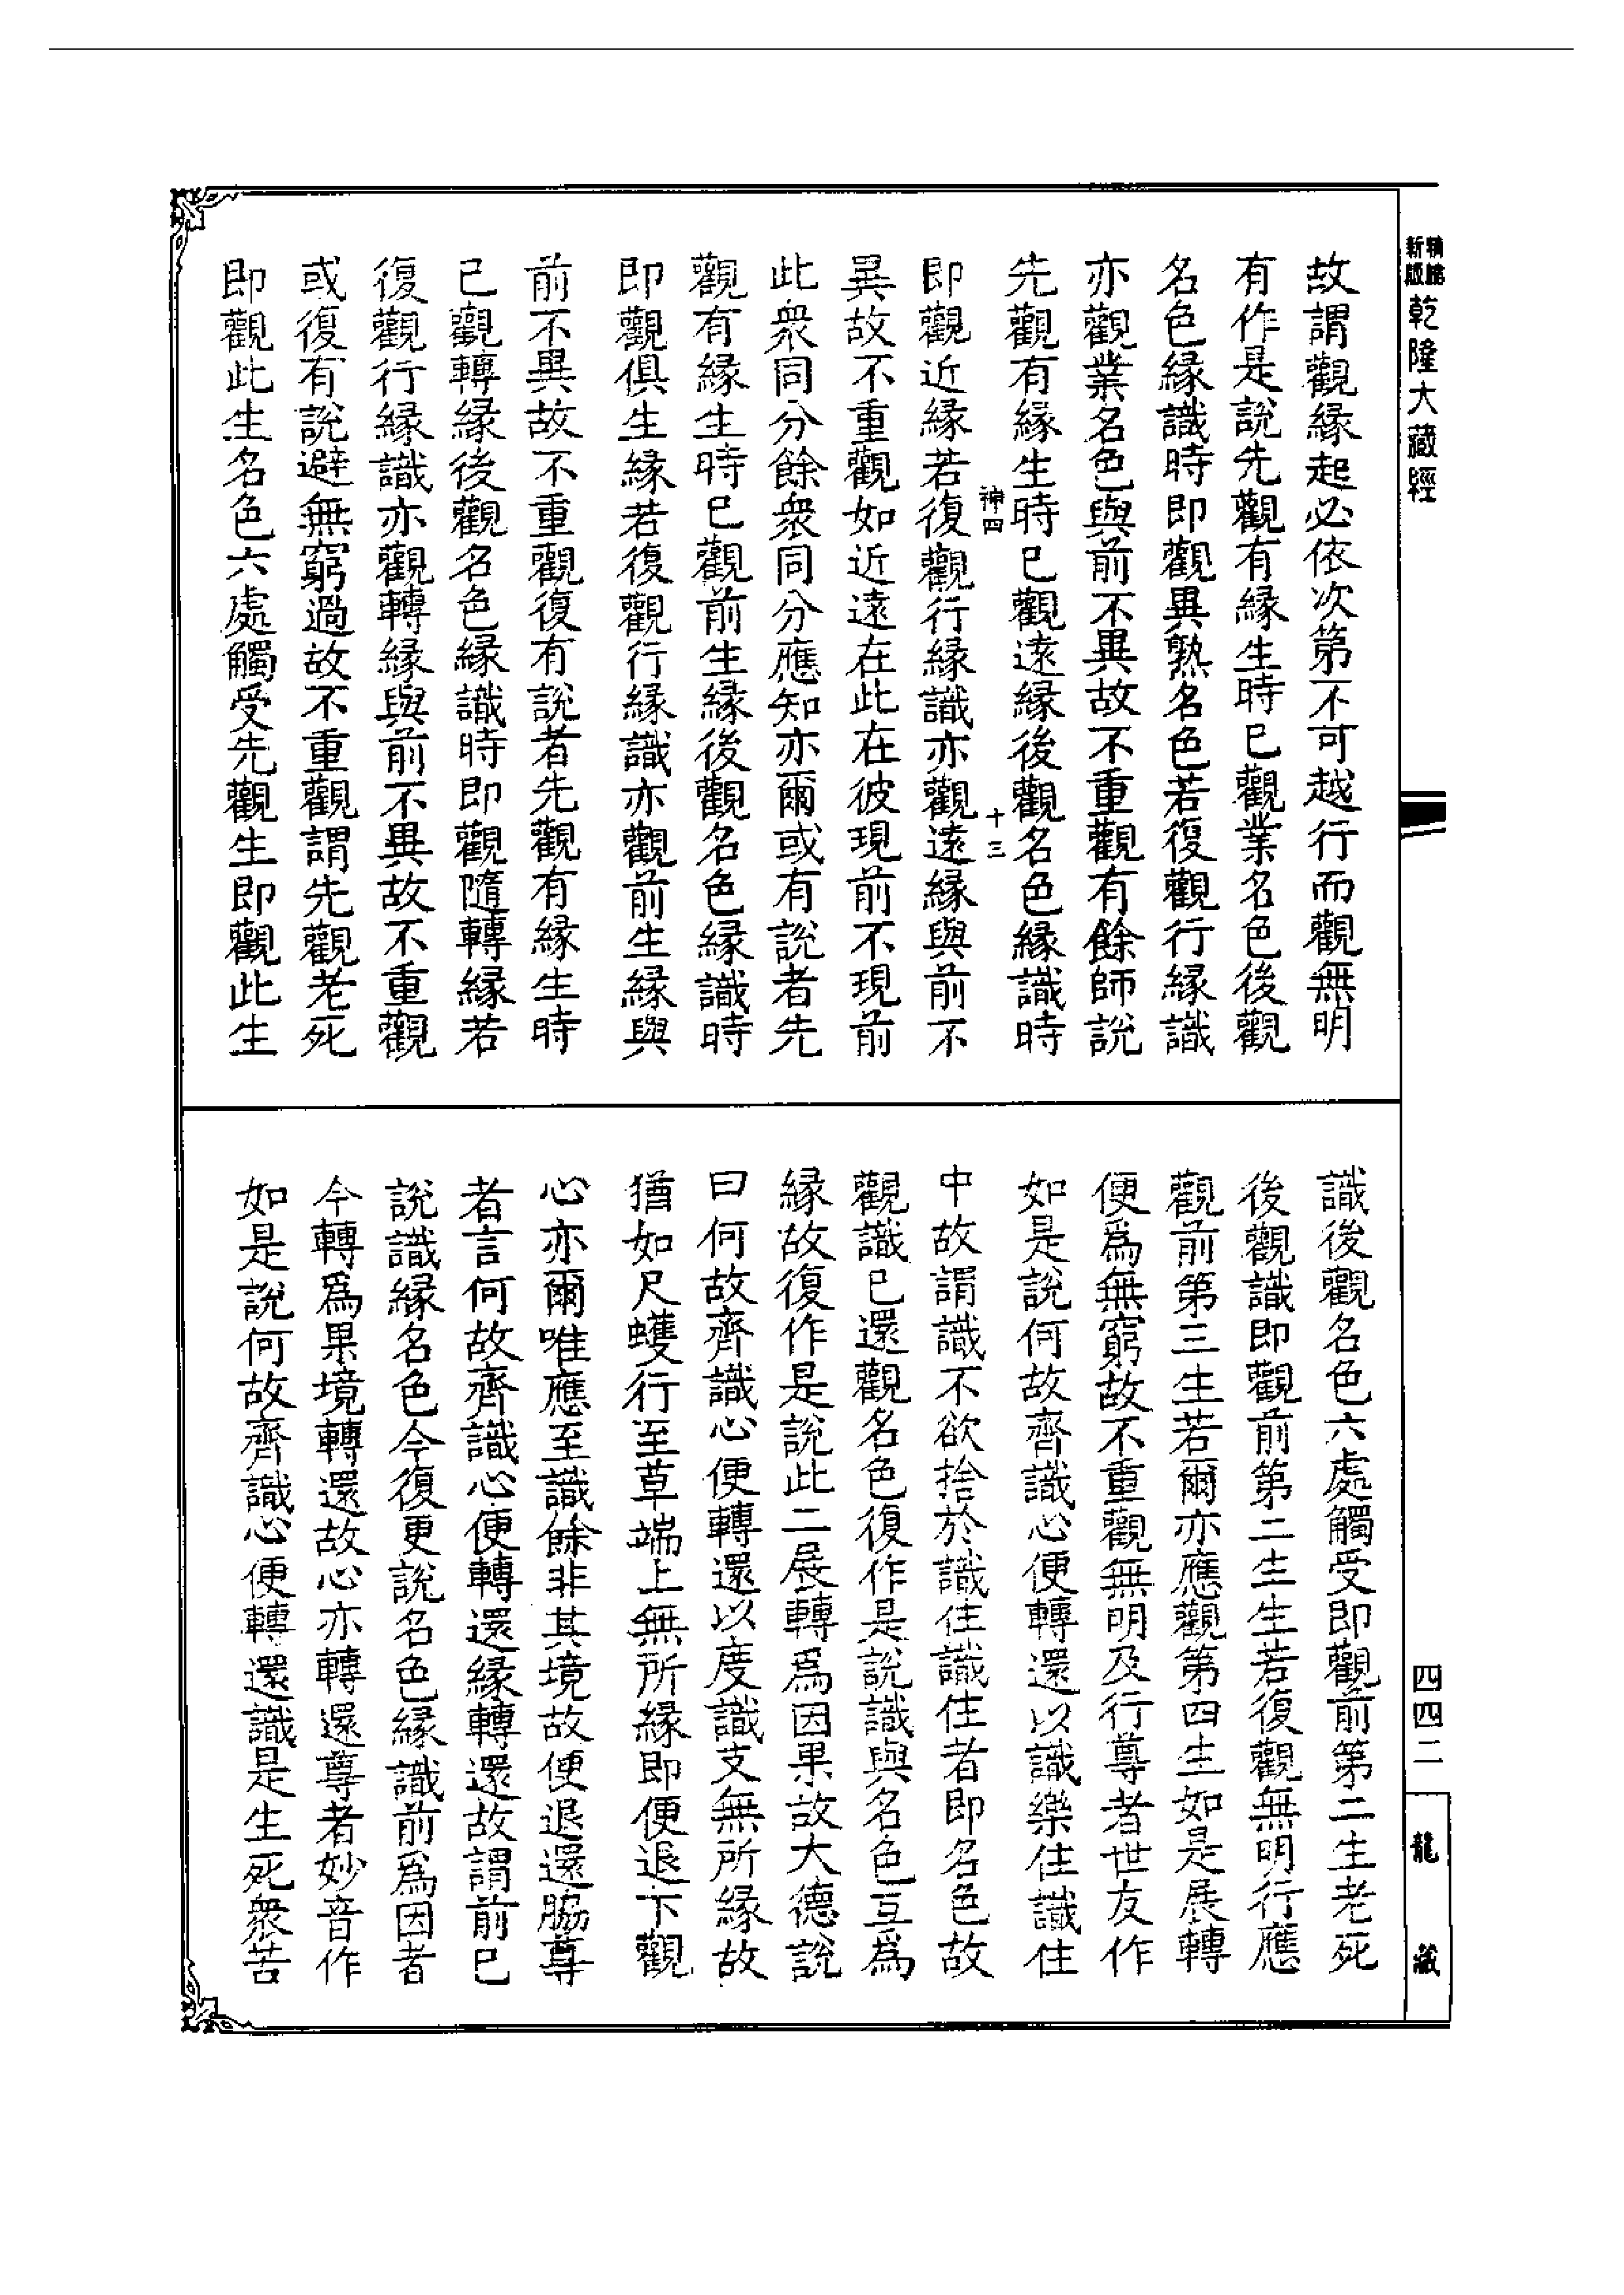 乾隆大藏經
故謂觀緣起必依次第不可越行而觀無明
有作是說先觀有緣生時已觀業名色後觀
名色緣識時即觀異熟名色若復觀行緣識
亦觀業名色與前不異故不重觀有餘師說
先觀有緣生時已觀遠緣後觀名色緣識時
神四 十三
即觀近緣若復觀行緣識亦觀遠緣與前不
異故不重觀如近遠在此在彼現前不現前
此衆同分餘衆同分應知亦爾或有說者先
觀有緣生時已觀前生緣後觀名色緣識時
即觀俱生緣若復觀行緣識亦觀前生緣與
前不異故不重觀復有說者先觀有緣生時
已觀轉緣後觀名色緣識時即觀隨轉緣若
復觀行緣識亦觀轉緣與前不異故不重觀
或復有說避無窮過故不重觀謂先觀老死
即觀此生名色六處觸受先觀生即觀此生
識後觀名色六處觸受即觀前第二生老死
後觀識即觀前第二生生若復觀無明行應
觀前第三生若爾亦應觀第四生如是展轉
便爲無窮故不重觀無明及行尊者世友作
如是說何故齊識心便轉還以識樂住識住
中故謂識不欲捨於識住識住者即名色故
觀識已還觀名色復作是說識與名色互爲
緣故復作是說此二展轉爲因果故大德說
曰何故齊識心便轉還以度識支無所緣故
猶如尺蠖行至草端上無所緣即便退下觀
心亦爾唯應至識餘非其境故便退還脇尊
者言何故齊識心便轉還緣轉還故謂前已
說識緣名色今復更說名色緣識前爲因者
今轉爲果境轉還故心亦轉還尊者妙音作
如是說何故齊識心便轉還識是生死衆苦
四四二
龍藏